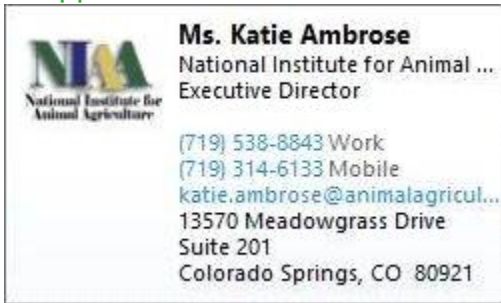 Ms. Katie Ambrose
National Institute for Animal ...
Executive Director
NIAA
National Institute for
Animal Agriculture
(719) 538-8843 Work
(719) 314-6133 Mobile
katie.ambrose@animalagricul...
13570 Meadowgrass Drive
Suite 201
Colorado Springs, CO 80921